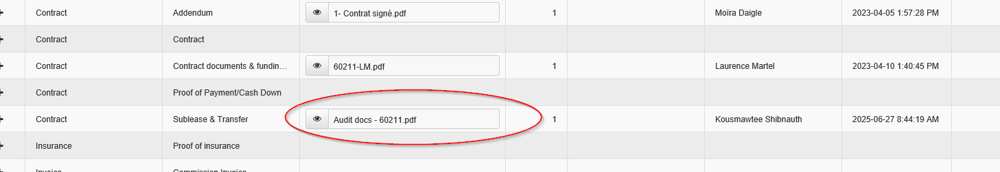 Contract Addendum 1- Contrat signé.pdf 1 Moïra Daigle 2023-04-05 1:57:28 PM
Contract Contract
Contract Contract documents & fundin... 60211-LM.pdf 1 Laurence Martel 2023-04-10 1:40:45 PM
Contract Proof of Payment/Cash Down
Contract Sublease & Transfer Audit docs - 60211.pdf 1 Kousmawtee Shibnauth 2025-06-27 8:44:19 AM
Insurance Proof of insurance
Invoice Commission Invoice